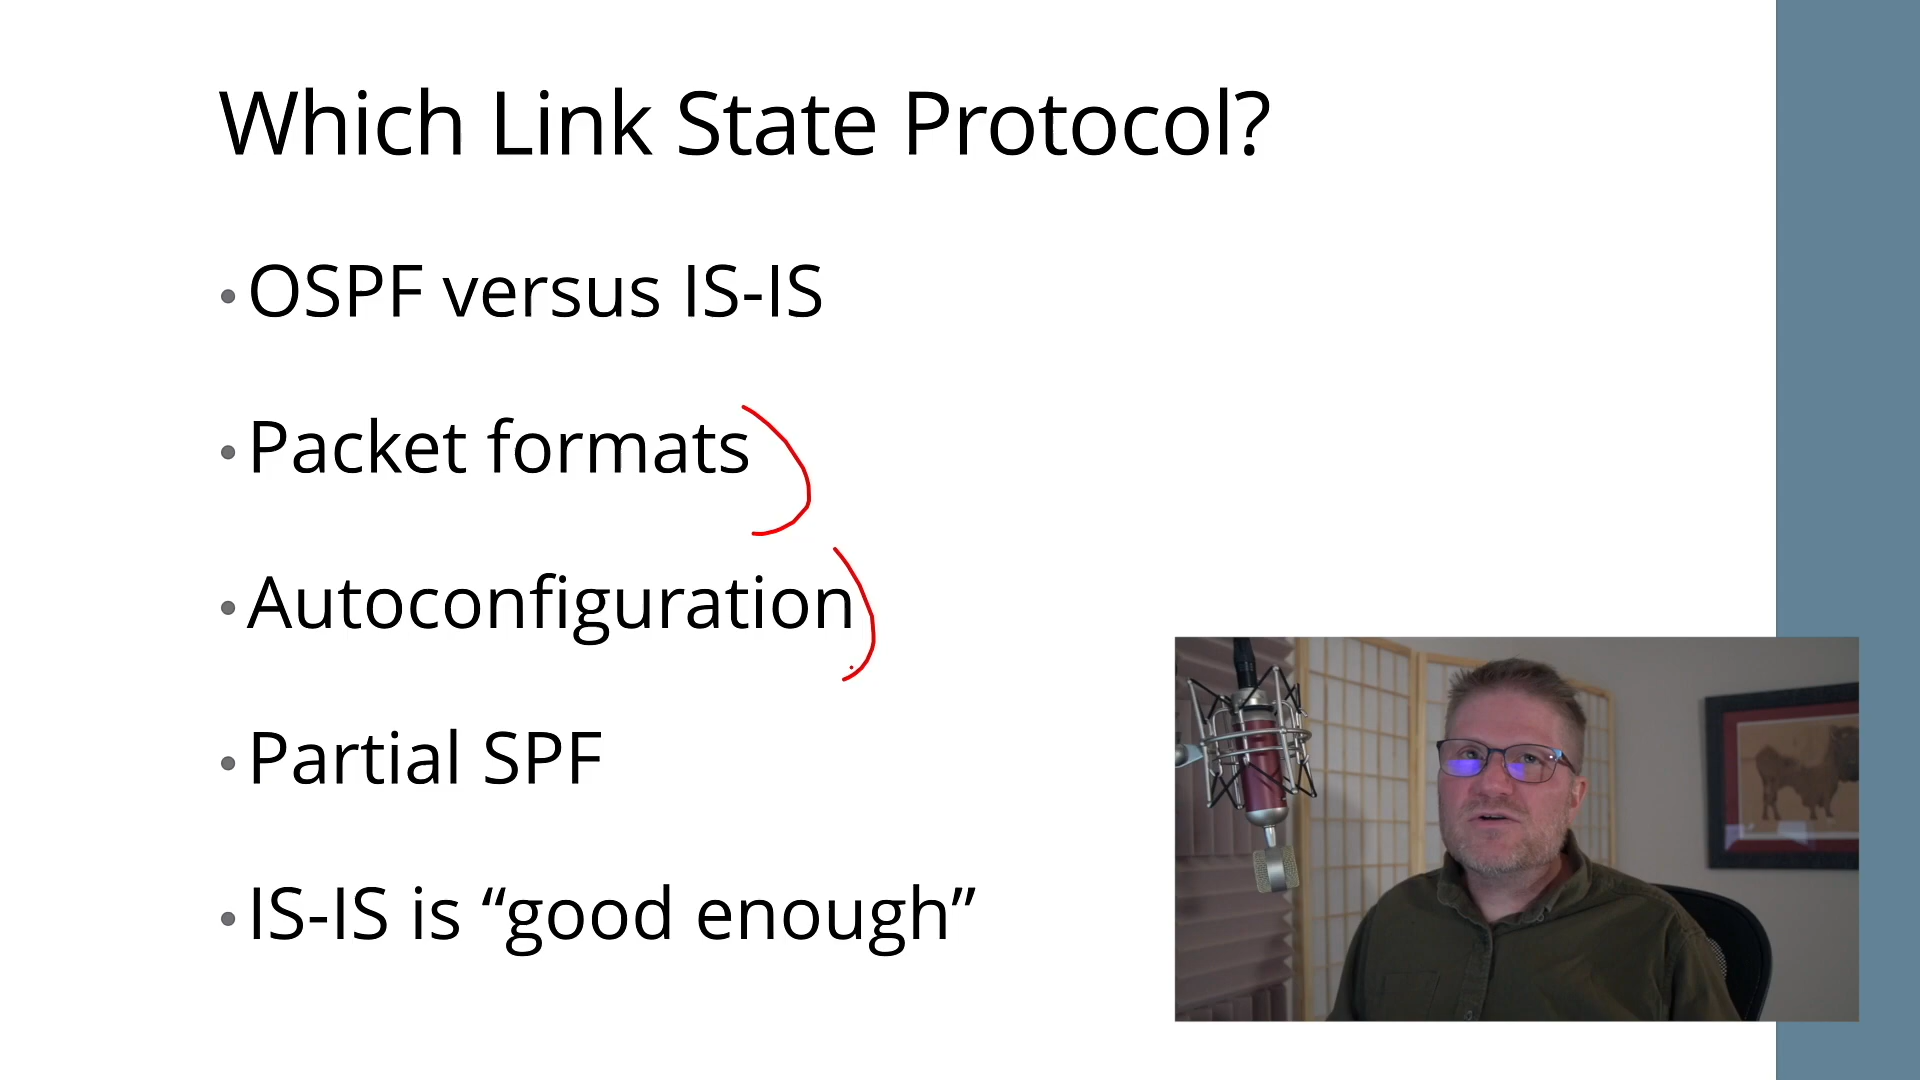 Which Link State Protocol?
• OSPF versus IS-IS
• Packet formats
• Autoconfiguration
• Partial SPF
• IS-IS is “good enough”